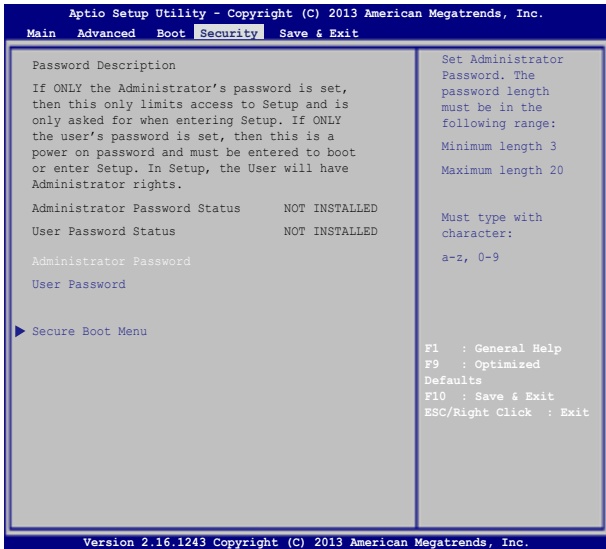 Aptio Setup Utility - Copyright (C) 2013 American Megatrends, Inc.
Main Advanced Boot Security Save & Exit
Password Description
If ONLY the Administrator's password is set,
then this only limits access to Setup and is
only asked for when entering Setup. If ONLY
the user's password is set, then this is a
power on password and must be entered to boot
or enter Setup. In Setup, the User will have
Administrator rights.
Administrator Password Status NOT INSTALLED
User Password Status NOT INSTALLED
Administrator Password
User Password
Secure Boot Menu
Set Administrator
Password. The
password length
must be in the
following range:
Minimum length 3
Maximum length 20
Must type with
character:
a-z, 0-9
F1 : General Help
F9 : Optimized
Defaults
F10 : Save & Exit
ESC/Right Click : Exit
Version 2.16.1243 Copyright (C) 2013 American Megatrends, Inc.